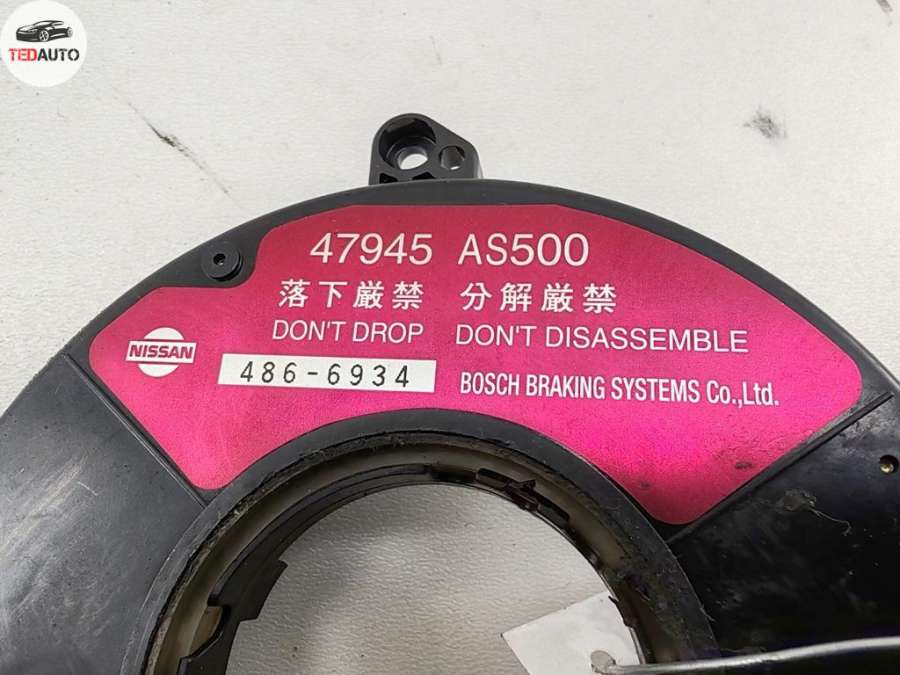 TEDAUTO
47945 AS500
落下厳禁 分解厳禁
DON'T DROP DON'T DISASSEMBLE
NISSAN
486-6934 BOSCH BRAKING SYSTEMS Co.,Ltd.